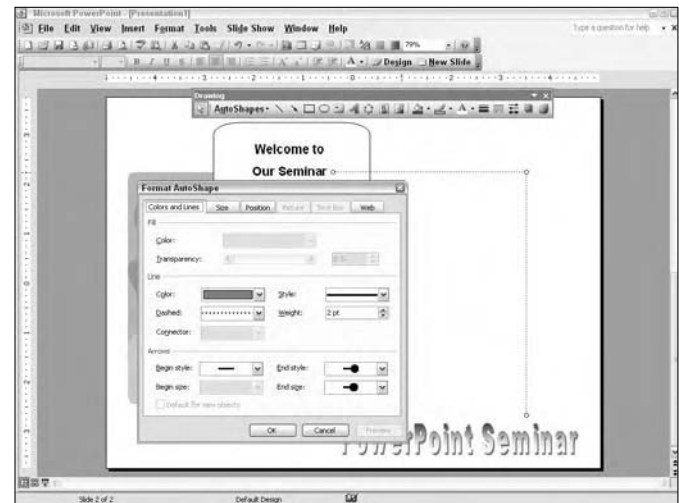 Microsoft PowerPoint - [Presentation1]
File Edit View Insert Format Tools Slide Show Window Help
Type a question for help
79%
B I U S A Design New Slide
Drawing
AutoShapes A
Welcome to
Our Seminar
Format AutoShape
Colors and Lines Size Position Picture Text Box Web
Fill
Color:
Transparency: 0 %
Line
Color: Style:
Dashed: Weight: 2 pt
Connector:
Arrows
Begin style: End style:
Begin size: End size:
Default for new objects
OK Cancel Preview
PowerPoint Seminar
Slide 2 of 2 Default Design